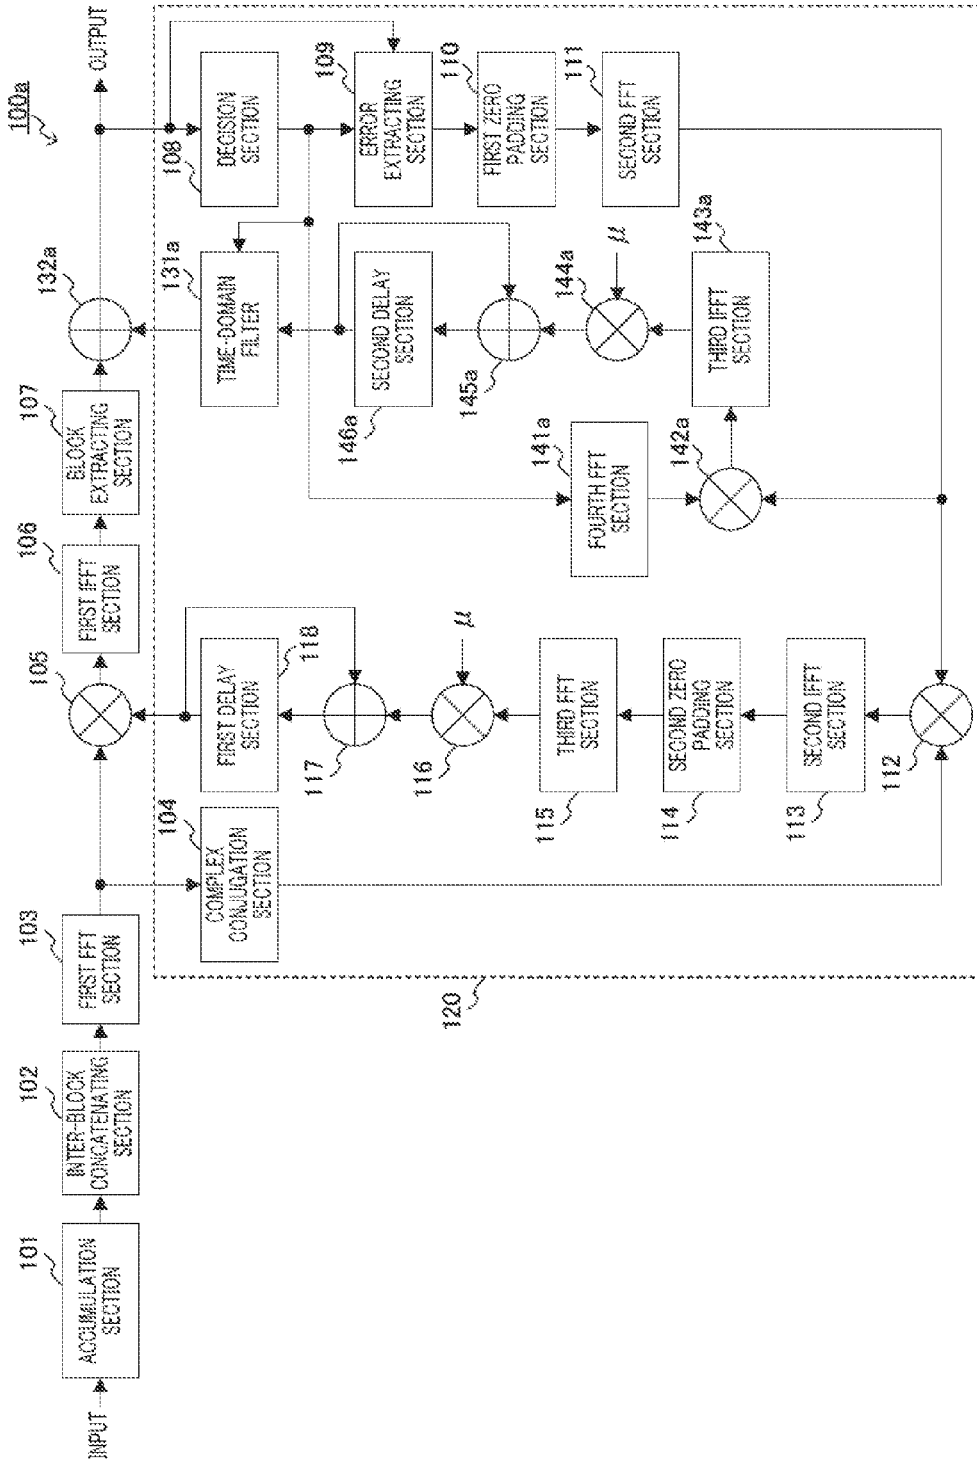 100a
INPUT
101
ACCUMULATION
SECTION
102
INTER-BLOCK
CONCATENATING
SECTION
103
FIRST FFT
SECTION
105
106
FIRST IFFT
SECTION
107
BLOCK
EXTRACTING
SECTION
132a
OUTPUT
104
COMPLEX
CONJUGATION
SECTION
FIRST DELAY
SECTION
118
131a
TIME-DOMAIN
FILTER
108
DECISION
SECTION
117
146a
SECOND DELAY
SECTION
109
ERROR
EXTRACTING
SECTION
116
μ
145a
110
FIRST ZERO
PADDING
SECTION
115
THIRD FFT
SECTION
141a
FOURTH FFT
SECTION
144a
μ
111
SECOND FFT
SECTION
114
SECOND ZERO
PADDING
SECTION
142a
THIRD IFFT
SECTION
143a
113
SECOND IFFT
SECTION
112
120